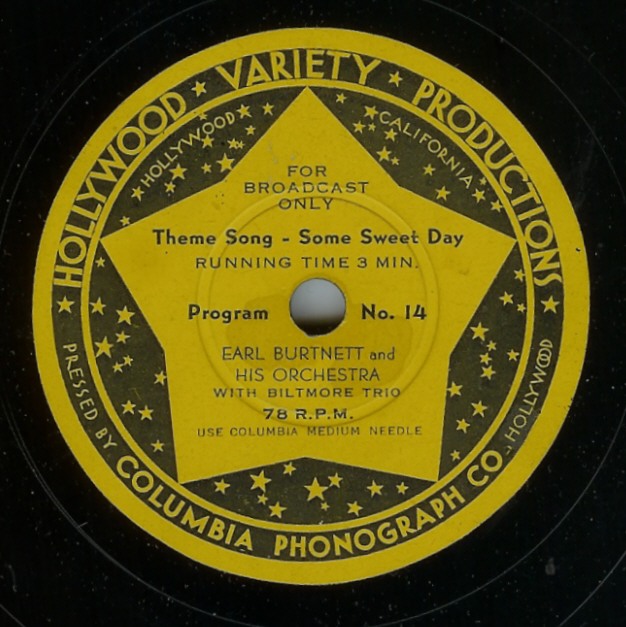 HOLLYWOOD ★ VARIETY ★ PRODUCTIONS
HOLLYWOOD
CALIFORNIA
FOR
BROADCAST
ONLY
Theme Song - Some Sweet Day
RUNNING TIME 3 MIN.
Program No. 14
EARL BURTNETT and
HIS ORCHESTRA
WITH BILTMORE TRIO
78 R.P.M.
USE COLUMBIA MEDIUM NEEDLE
PRESSED BY COLUMBIA PHONOGRAPH CO., HOLLYWOOD